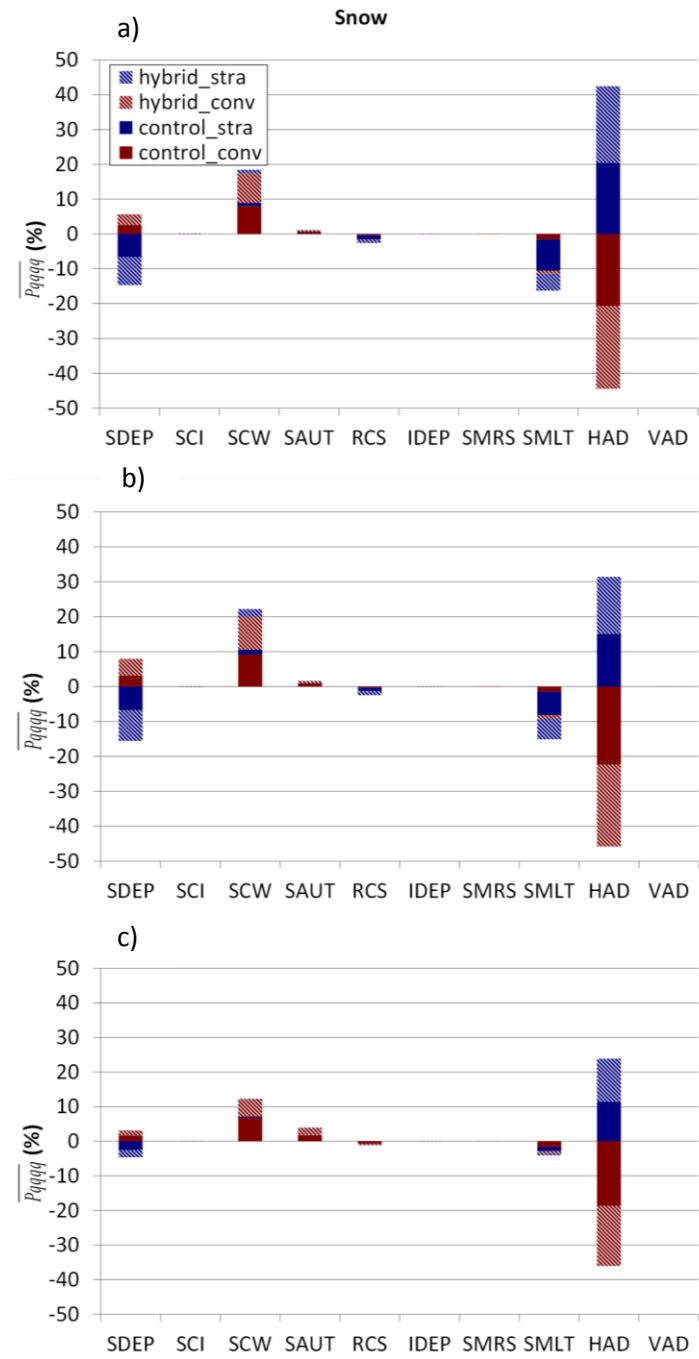 Snow
a)
hybrid_stra
hybrid_conv
control_stra
control_conv
50
40
30
20
10
0
-10
-20
-30
-40
-50
Pqqqq (%)
SDEP SCI SCW SAUT RCS IDEP SMRS SMLT HAD VAD
b)
50
40
30
20
10
0
-10
-20
-30
-40
-50
Pqqqq (%)
SDEP SCI SCW SAUT RCS IDEP SMRS SMLT HAD VAD
c)
50
40
30
20
10
0
-10
-20
-30
-40
-50
Pqqqq (%)
SDEP SCI SCW SAUT RCS IDEP SMRS SMLT HAD VAD